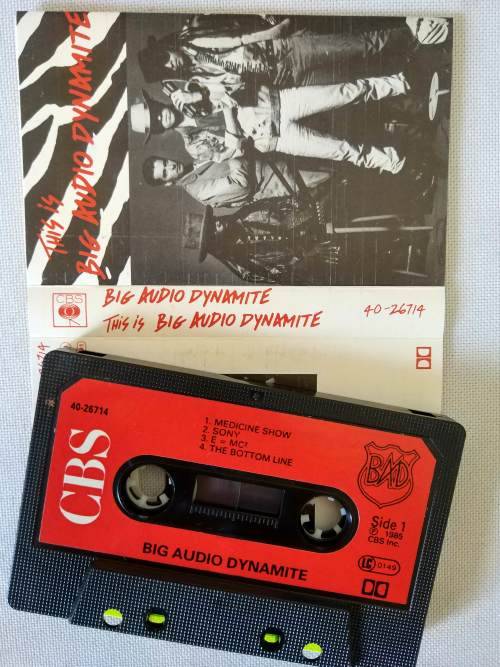 THIS IS
BIG AUDIO DYNAMITE
CBS
BIG AUDIO DYNAMITE
THIS IS BIG AUDIO DYNAMITE
40-26714
40-26714
CBS
1. MEDICINE SHOW
2. SONY
3. E = MC²
4. THE BOTTOM LINE
BAD
Side 1
℗ 1985
CBS Inc.
LC 0149
BIG AUDIO DYNAMITE